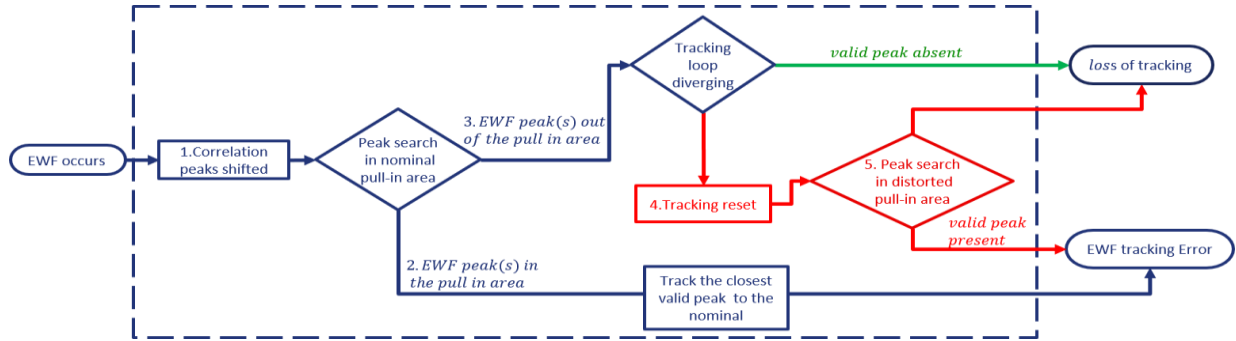 EWF occurs
1.Correlation
peaks shifted
Peak search
in nominal
pull-in area
3. EWF peak(s) out
of the pull in area
Tracking
loop
diverging
valid peak absent
loss of tracking
4.Tracking reset
5. Peak search
in distorted
pull-in area
valid peak
present
EWF tracking Error
2. EWF peak(s) in
the pull in area
Track the closest
valid peak to the
nominal